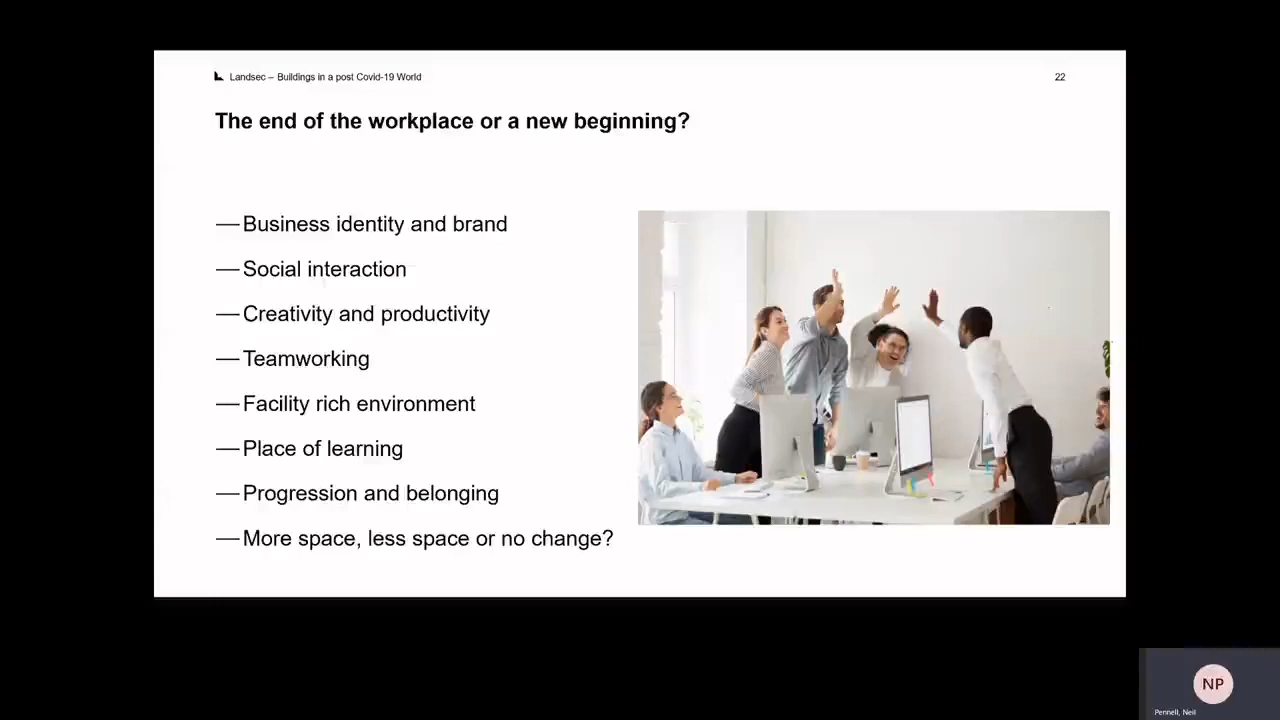 Landsec – Buildings in a post Covid-19 World
22
The end of the workplace or a new beginning?
—Business identity and brand
—Social interaction
—Creativity and productivity
—Teamworking
—Facility rich environment
—Place of learning
—Progression and belonging
—More space, less space or no change?
NP
Pennell, Neil